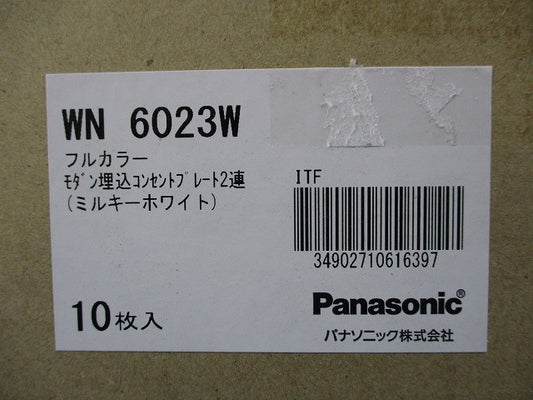 WN 6023W
フルカラー
ﾓﾀﾞﾝ埋込ｺﾝｾﾝﾄﾌﾟﾚｰﾄ2連
(ミルキーホワイト)
ITF
34902710616397
10枚入
Panasonic®
パナソニック株式会社